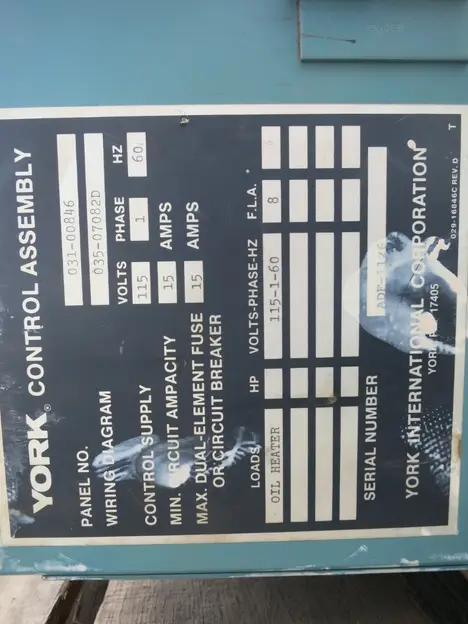 YORK® CONTROL ASSEMBLY
PANEL NO. 031-00846
WIRING DIAGRAM 035-07082D
VOLTS PHASE HZ
CONTROL SUPPLY 115 1 60
MIN. CIRCUIT AMPACITY 15 AMPS
MAX. DUAL-ELEMENT FUSE
OR CIRCUIT BREAKER 15 AMPS
LOADS HP VOLTS-PHASE-HZ F.L.A.
OIL HEATER 115-1-60 8
SERIAL NUMBER
YORK INTERNATIONAL CORPORATION
YORK, 17405
029-16846C REV. D T